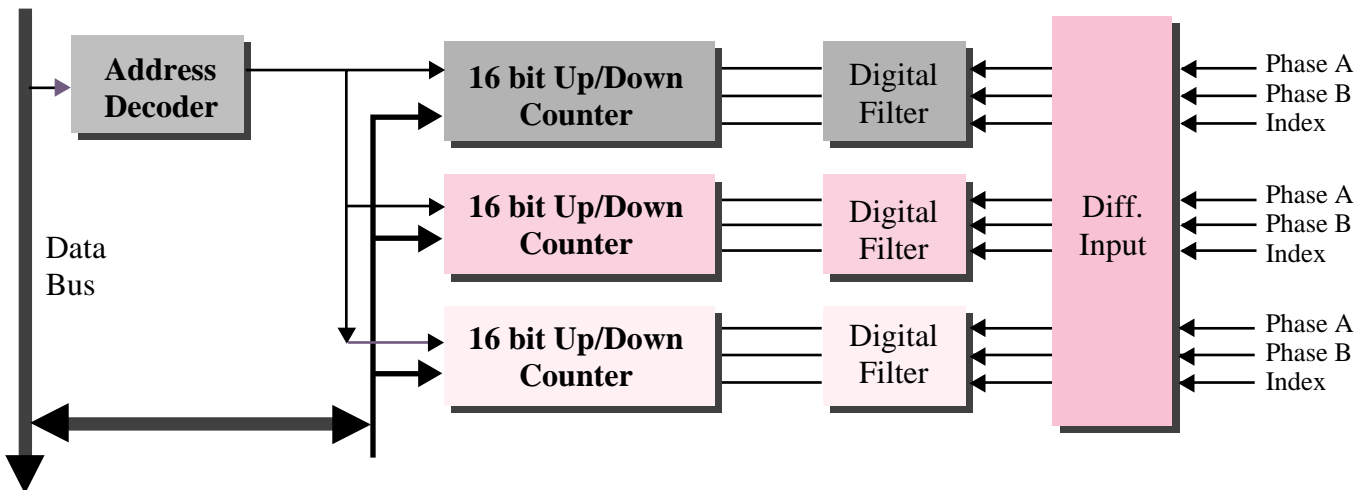 Address
Decoder
16 bit Up/Down
Counter
Digital
Filter
Phase A
Phase B
Index
Data
Bus
16 bit Up/Down
Counter
Digital
Filter
Diff.
Input
Phase A
Phase B
Index
16 bit Up/Down
Counter
Digital
Filter
Phase A
Phase B
Index